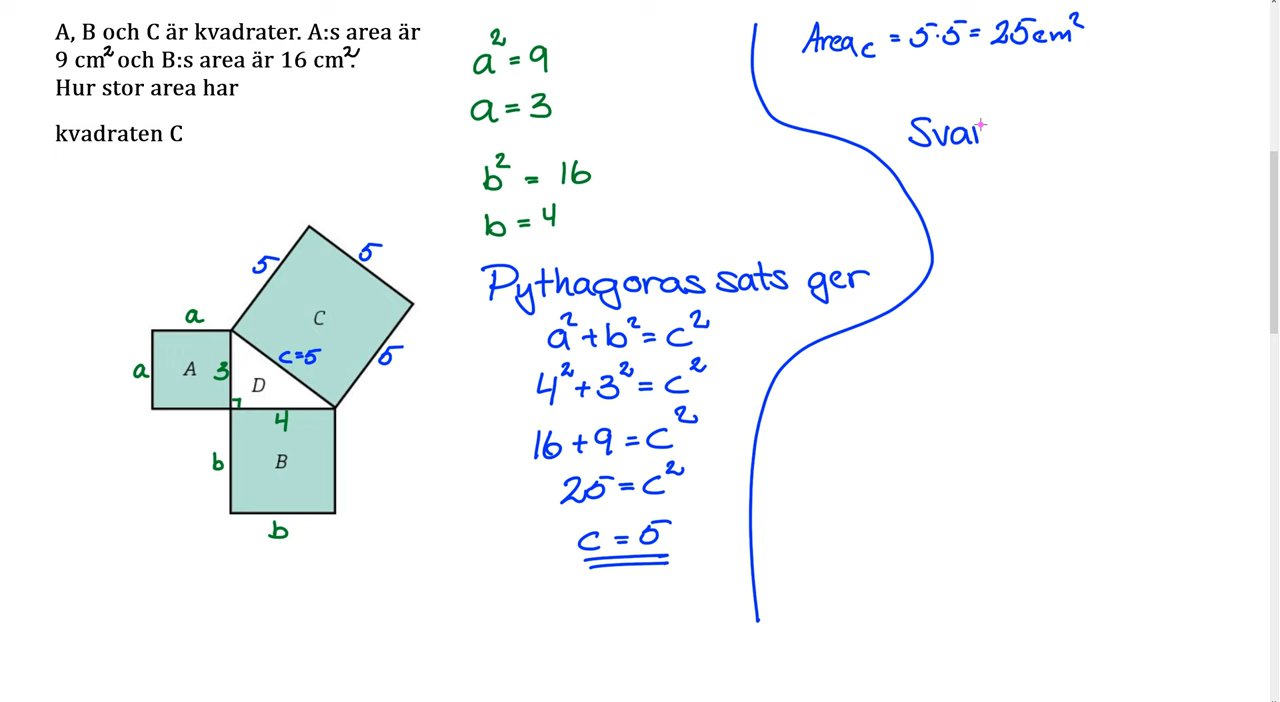 A, B och C är kvadrater. A:s area är
9 cm² och B:s area är 16 cm².
Hur stor area har
kvadraten C
a² = 9
a = 3
b² = 16
b = 4
Pythagoras sats ger
a² + b² = c²
4² + 3² = c²
16 + 9 = c²
25 = c²
c = 5
Area_C = 5·5 = 25 cm²
Svar
5
5
C
a
c=5
5
a
A
3
D
4
b
B
b